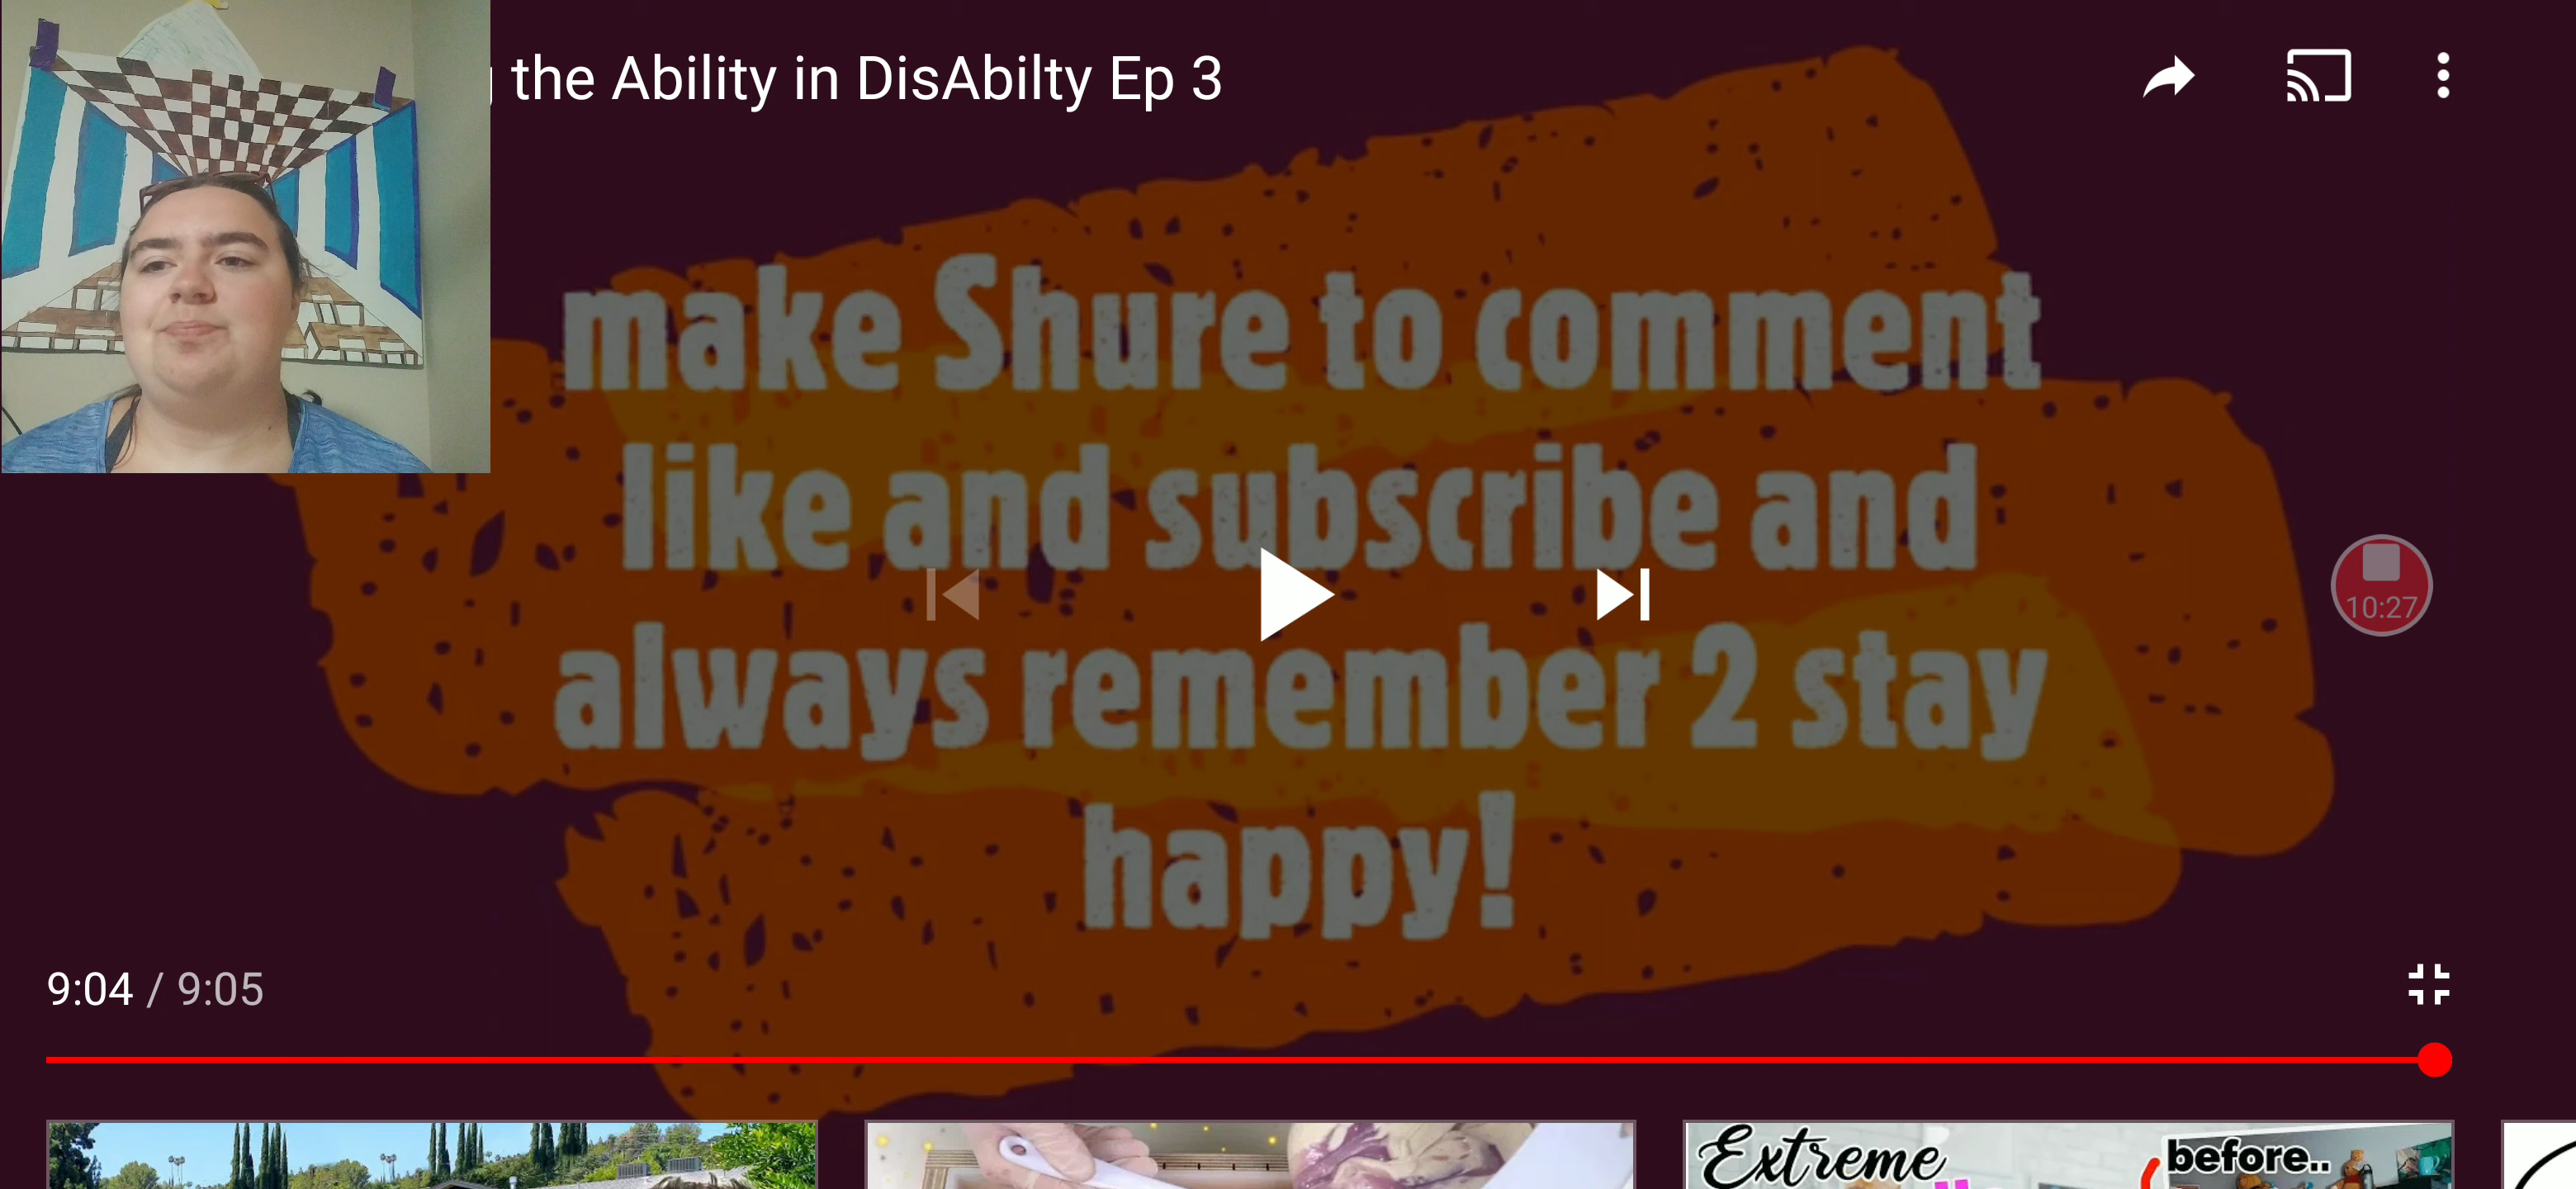 the Ability in DisAbilty Ep 3
make Shure to comment
like and subscribe and
always remember 2 stay
happy!
10:27
9:04 / 9:05
Extreme
before..